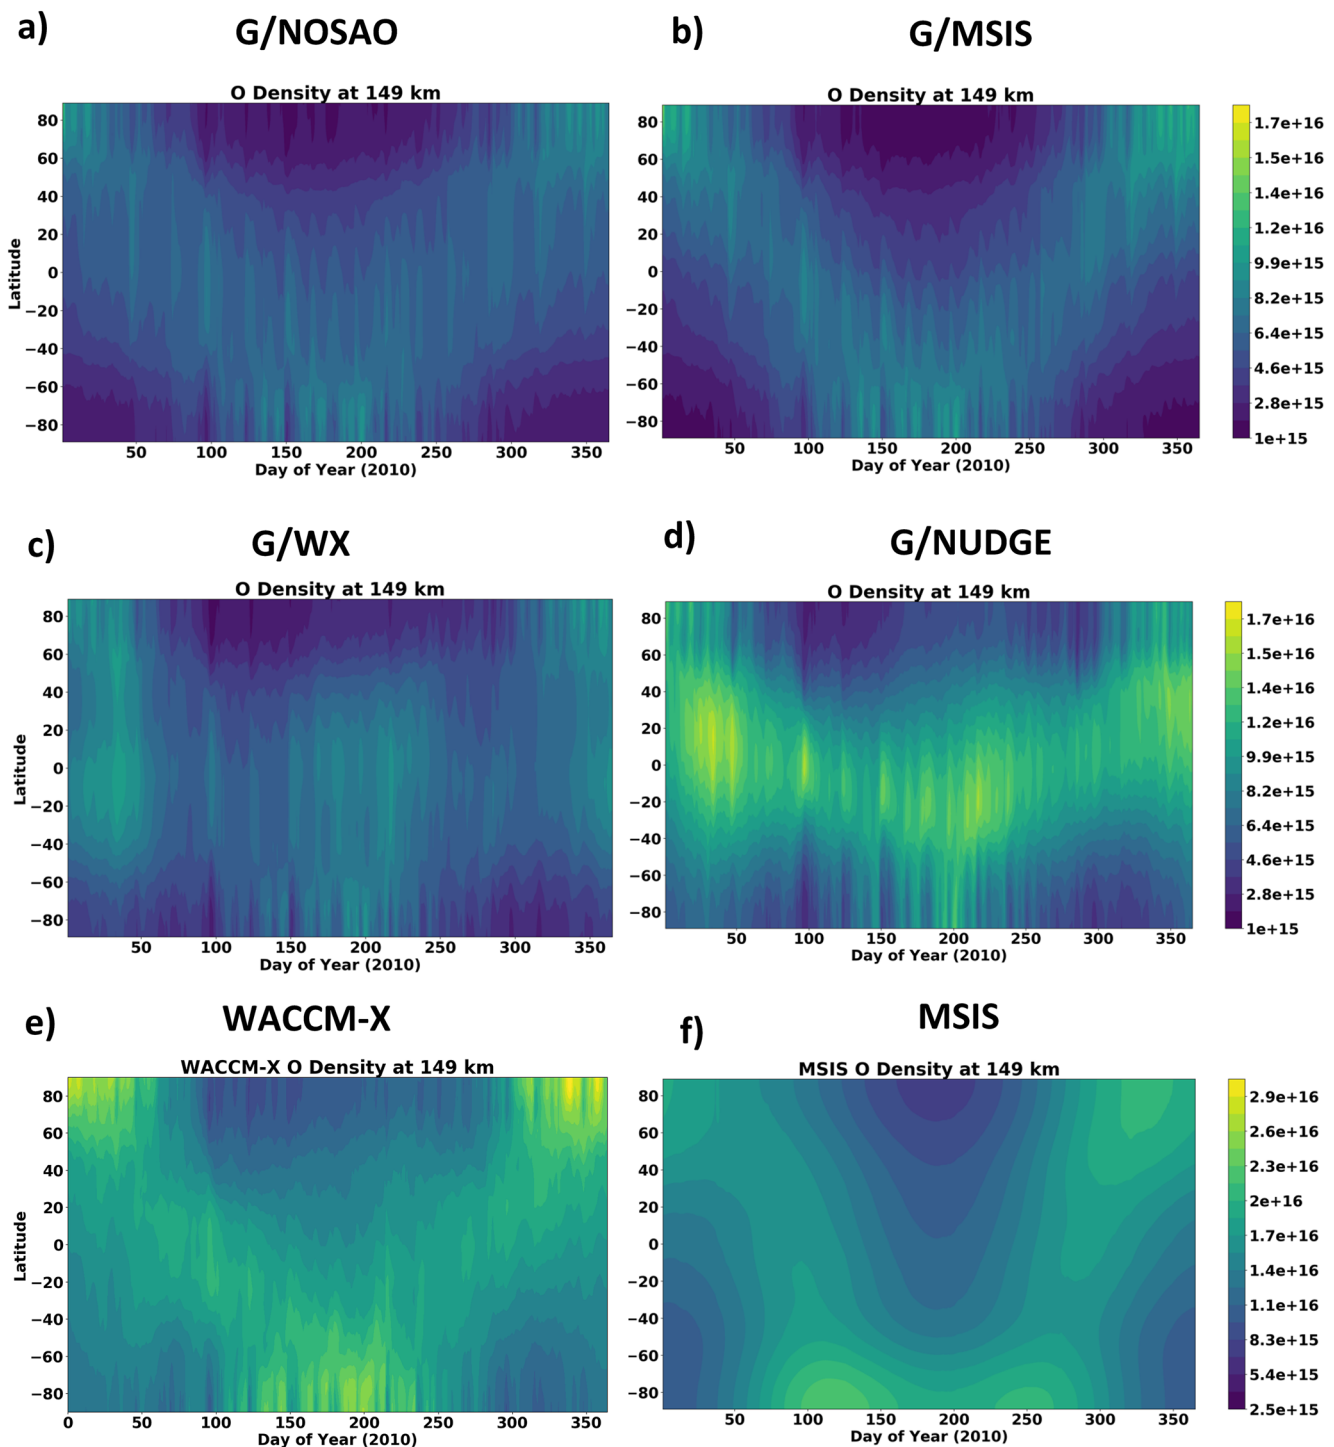 a) G/NOSAO
b) G/MSIS
O Density at 149 km
O Density at 149 km
Latitude
80
60
40
20
0
−20
−40
−60
−80
50 100 150 200 250 300 350
Day of Year (2010)
80
60
40
20
0
−20
−40
−60
−80
50 100 150 200 250 300 350
Day of Year (2010)
1.7e+16
1.5e+16
1.4e+16
1.2e+16
9.9e+15
8.2e+15
6.4e+15
4.6e+15
2.8e+15
1e+15
c) G/WX
d) G/NUDGE
O Density at 149 km
O Density at 149 km
Latitude
80
60
40
20
0
−20
−40
−60
−80
50 100 150 200 250 300 350
Day of Year (2010)
80
60
40
20
0
−20
−40
−60
−80
50 100 150 200 250 300 350
Day of Year (2010)
1.7e+16
1.5e+16
1.4e+16
1.2e+16
9.9e+15
8.2e+15
6.4e+15
4.6e+15
2.8e+15
1e+15
e) WACCM-X
f) MSIS
WACCM-X O Density at 149 km
MSIS O Density at 149 km
Latitude
80
60
40
20
0
−20
−40
−60
−80
0 50 100 150 200 250 300 350
Day of Year (2010)
80
60
40
20
0
−20
−40
−60
−80
50 100 150 200 250 300 350
Day of Year (2010)
2.9e+16
2.6e+16
2.3e+16
2e+16
1.7e+16
1.4e+16
1.1e+16
8.3e+15
5.4e+15
2.5e+15